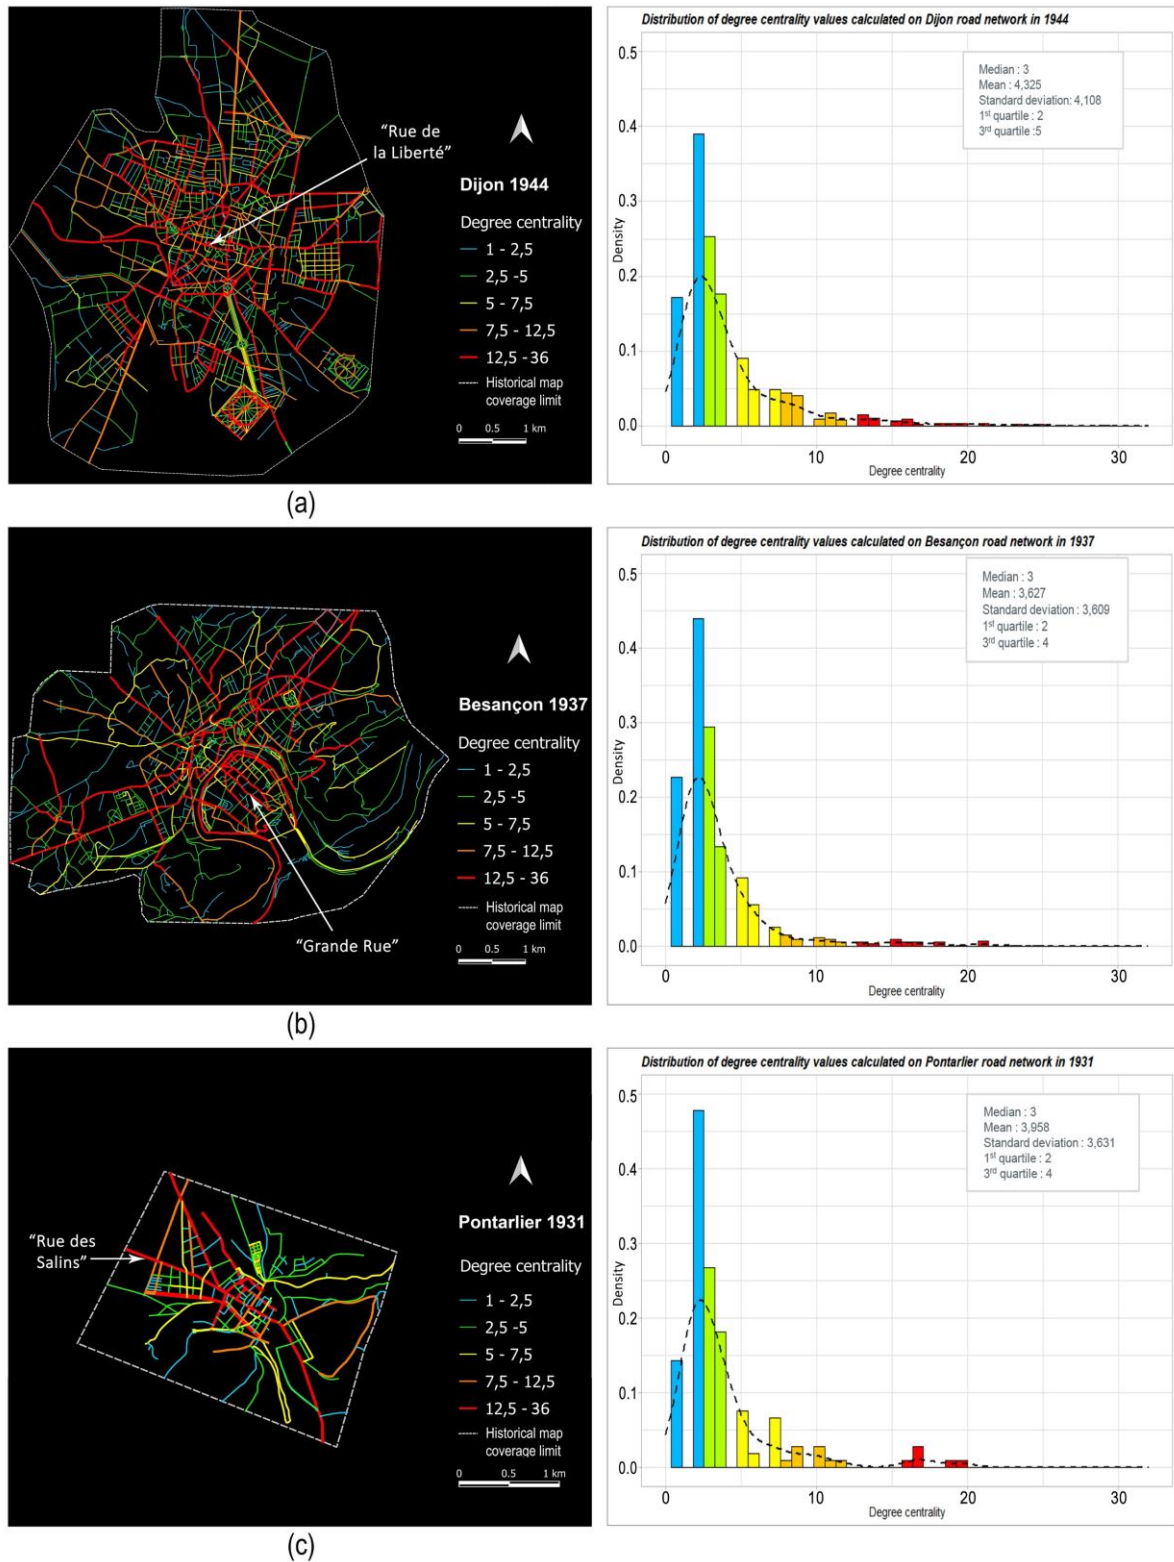 "Rue de
la Liberté"
Dijon 1944
Degree centrality
1 - 2,5
2,5 -5
5 - 7,5
7,5 - 12,5
12,5 - 36
Historical map
coverage limit
0 0.5 1 km
(a)
Distribution of degree centrality values calculated on Dijon road network in 1944
Median : 3
Mean : 4,325
Standard deviation: 4,108
1st quartile : 2
3rd quartile :5
0.5
0.4
0.3
0.2
0.1
0.0
Density
0 10 20 30
Degree centrality
Besançon 1937
Degree centrality
1 - 2,5
2,5 -5
5 - 7,5
7,5 - 12,5
12,5 - 36
Historical map
coverage limit
0 0.5 1 km
"Grande Rue"
(b)
Distribution of degree centrality values calculated on Besançon road network in 1937
Median : 3
Mean : 3,627
Standard deviation : 3,609
1st quartile : 2
3rd quartile : 4
0.5
0.4
0.3
0.2
0.1
0.0
Density
0 10 20 30
Degree centrality
"Rue des
Salins"
Pontarlier 1931
Degree centrality
1 - 2,5
2,5 -5
5 - 7,5
7,5 - 12,5
12,5 - 36
Historical map
coverage limit
0 0.5 1 km
(c)
Distribution of degree centrality values calculated on Pontarlier road network in 1931
Median : 3
Mean : 3,958
Standard deviation : 3,631
1st quartile : 2
3rd quartile : 4
0.5
0.4
0.3
0.2
0.1
0.0
Density
0 10 20 30
Degree centrality